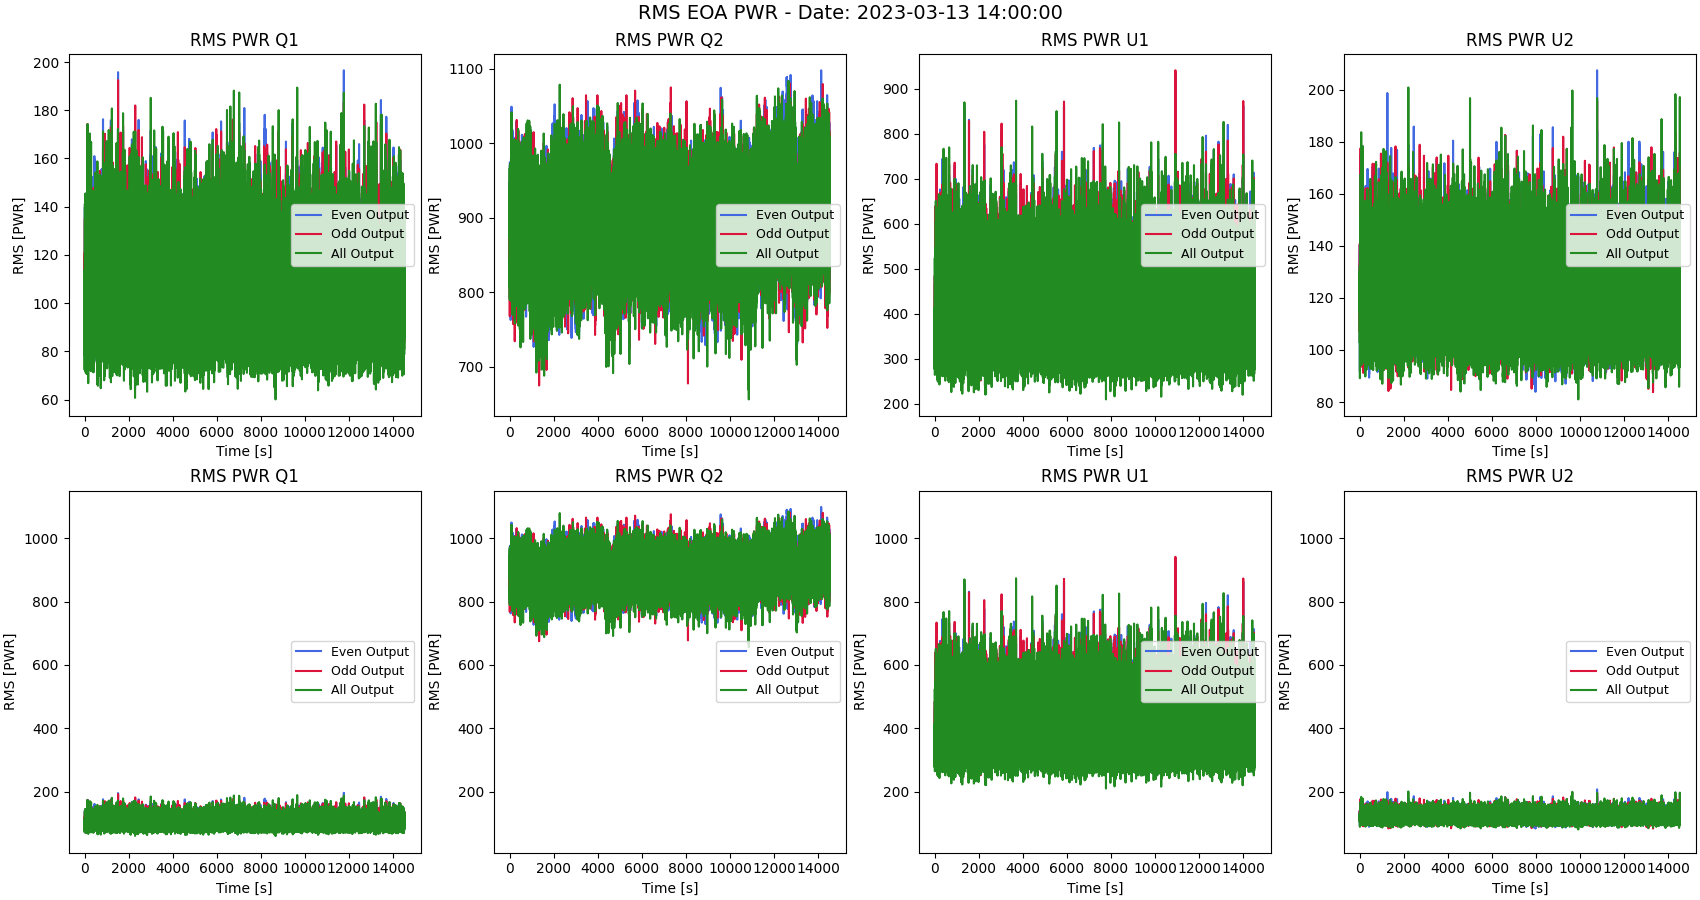 RMS EOA PWR - Date: 2023-03-13 14:00:00
RMS PWR Q1
RMS [PWR]
200
180
160
140
120
100
80
60
0 2000 4000 6000 8000 10000 12000 14000
Time [s]
Even Output
Odd Output
All Output
RMS PWR Q2
RMS [PWR]
1100
1000
900
800
700
0 2000 4000 6000 8000 10000 12000 14000
Time [s]
Even Output
Odd Output
All Output
RMS PWR U1
RMS [PWR]
900
800
700
600
500
400
300
200
0 2000 4000 6000 8000 10000 12000 14000
Time [s]
Even Output
Odd Output
All Output
RMS PWR U2
RMS [PWR]
200
180
160
140
120
100
80
0 2000 4000 6000 8000 10000 12000 14000
Time [s]
Even Output
Odd Output
All Output
RMS PWR Q1
RMS [PWR]
1000
800
600
400
200
0 2000 4000 6000 8000 10000 12000 14000
Time [s]
Even Output
Odd Output
All Output
RMS PWR Q2
RMS [PWR]
1000
800
600
400
200
0 2000 4000 6000 8000 10000 12000 14000
Time [s]
Even Output
Odd Output
All Output
RMS PWR U1
RMS [PWR]
1000
800
600
400
200
0 2000 4000 6000 8000 10000 12000 14000
Time [s]
Even Output
Odd Output
All Output
RMS PWR U2
RMS [PWR]
1000
800
600
400
200
0 2000 4000 6000 8000 10000 12000 14000
Time [s]
Even Output
Odd Output
All Output